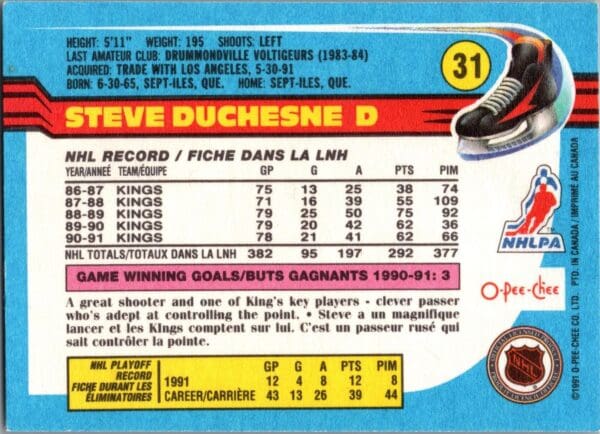 HEIGHT: 5'11" WEIGHT: 195 SHOOTS: LEFT
LAST AMATEUR CLUB: DRUMMONDVILLE VOLTIGEURS (1983-84)
ACQUIRED: TRADE WITH LOS ANGELES, 5-30-91
BORN: 6-30-65, SEPT-ILES, QUE. HOME: SEPT-ILES, QUE.
31
STEVE DUCHESNE D
NHL RECORD / FICHE DANS LA LNH
YEAR/ANNÉE TEAM/ÉQUIPE GP G A PTS PIM
86-87 KINGS 75 13 25 38 74
87-88 KINGS 71 16 39 55 109
88-89 KINGS 79 25 50 75 92
89-90 KINGS 79 20 42 62 36
90-91 KINGS 78 21 41 62 66
NHL TOTALS/TOTAUX DANS LA LNH 382 95 197 292 377
GAME WINNING GOALS/BUTS GAGNANTS 1990-91: 3
A great shooter and one of King's key players - clever passer
who's adept at controlling the point. • Steve a un magnifique
lancer et les Kings comptent sur lui. C'est un passeur rusé qui
sait contrôler la pointe.
NHL PLAYOFF
RECORD
FICHE DURANT LES
ÉLIMINATOIRES
GP G A PTS PIM
1991 12 4 8 12 8
CAREER/CARRIÈRE 43 13 26 39 44
NHLPA
TM
O-Pee-Chee
NHL
©1991 O-PEE-CHEE CO. LTD. PTD. IN CANADA / IMPRIMÉ AU CANADA